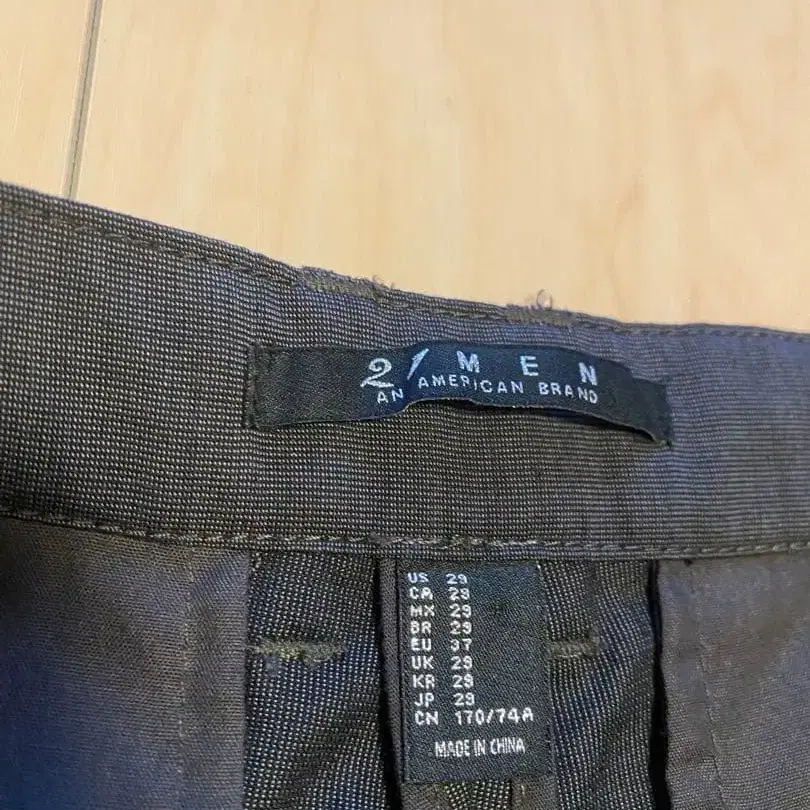 21 MEN
AN AMERICAN BRAND
US 29
CA 29
MX 29
BR 29
EU 37
UK 29
KR 29
JP 29
CN 170/74A
MADE IN CHINA